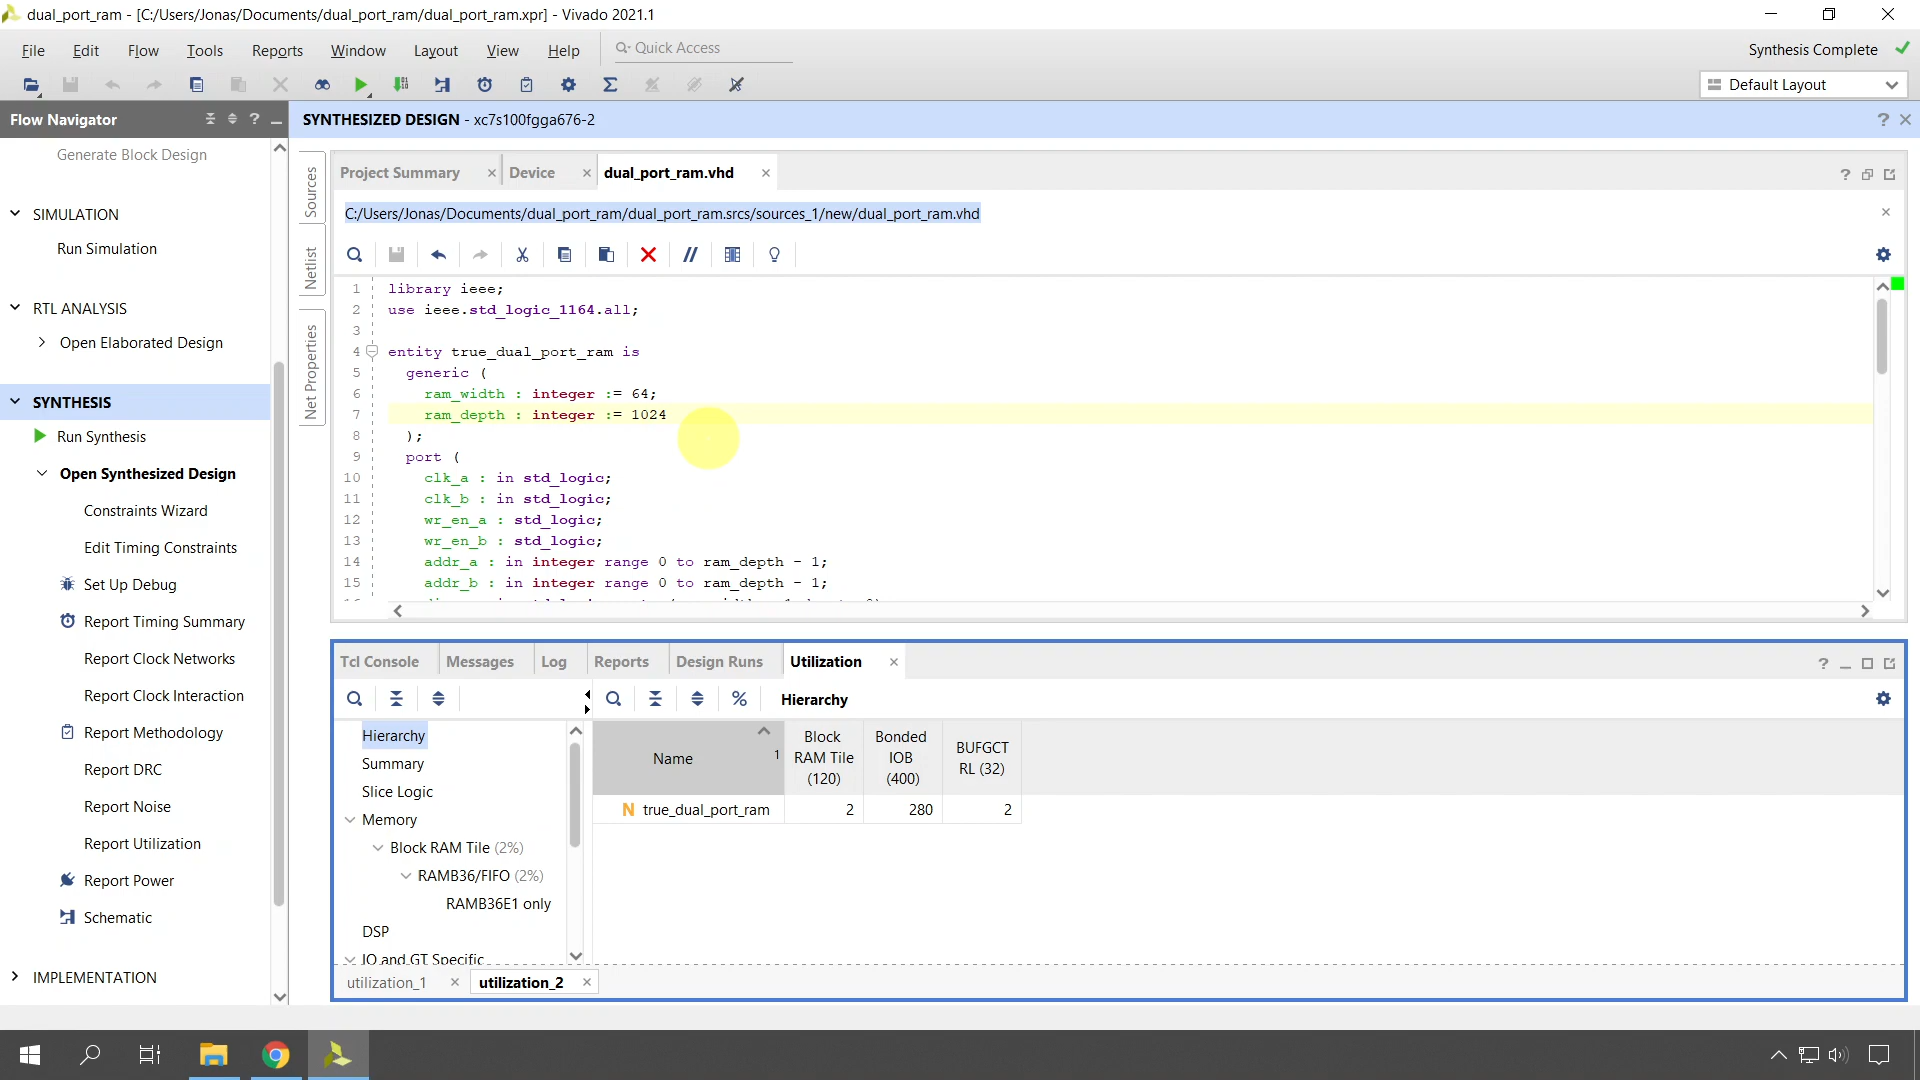 dual_port_ram - [C:/Users/Jonas/Documents/dual_port_ram/dual_port_ram.xpr] - Vivado 2021.1
File Edit Flow Tools Reports Window Layout View Help Quick Access
Synthesis Complete
Default Layout
Flow Navigator
SYNTHESIZED DESIGN - xc7s100fgga676-2
Generate Block Design
SIMULATION
Run Simulation
RTL ANALYSIS
Open Elaborated Design
SYNTHESIS
Run Synthesis
Open Synthesized Design
Constraints Wizard
Edit Timing Constraints
Set Up Debug
Report Timing Summary
Report Clock Networks
Report Clock Interaction
Report Methodology
Report DRC
Report Noise
Report Utilization
Report Power
Schematic
IMPLEMENTATION
Sources
Netlist
Net Properties
Project Summary Device dual_port_ram.vhd
C:/Users/Jonas/Documents/dual_port_ram/dual_port_ram.srcs/sources_1/new/dual_port_ram.vhd
1 library ieee;
2 use ieee.std_logic_1164.all;
3
4 entity true_dual_port_ram is
5 generic (
6 ram_width : integer := 64;
7 ram_depth : integer := 1024
8 );
9 port (
10 clk_a : in std_logic;
11 clk_b : in std_logic;
12 wr_en_a : std_logic;
13 wr_en_b : std_logic;
14 addr_a : in integer range 0 to ram_depth - 1;
15 addr_b : in integer range 0 to ram_depth - 1;
Tcl Console Messages Log Reports Design Runs Utilization
% Hierarchy
Hierarchy
Summary
Slice Logic
Memory
Block RAM Tile (2%)
RAMB36/FIFO (2%)
RAMB36E1 only
DSP
IO and GT Specific
Name 1
Block RAM Tile (120)
Bonded IOB (400)
BUFGCT RL (32)
N true_dual_port_ram 2 280 2
utilization_1 utilization_2